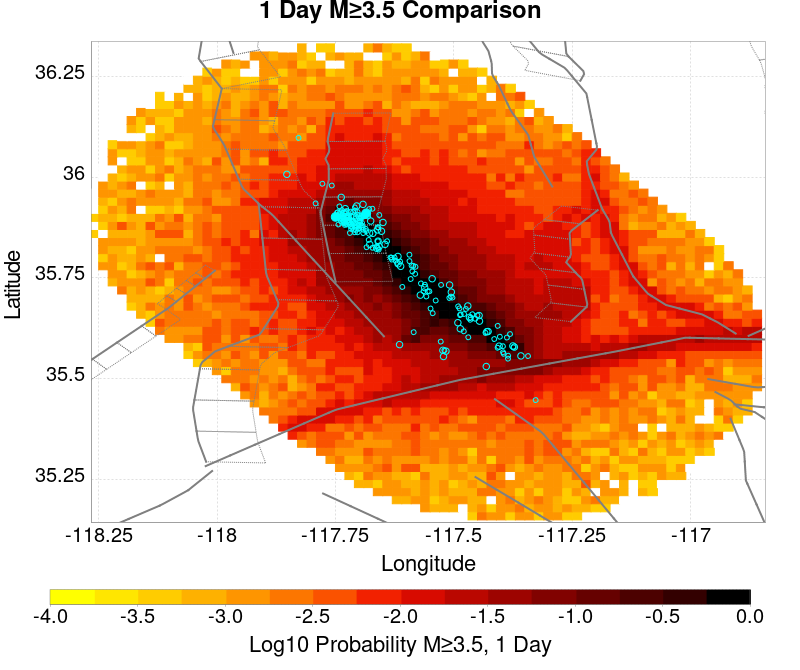 1 Day M≥3.5 Comparison
36.25
36
35.75
35.5
35.25
Latitude
-118.25 -118 -117.75 -117.5 -117.25 -117
Longitude
-4.0 -3.5 -3.0 -2.5 -2.0 -1.5 -1.0 -0.5 0.0
Log10 Probability M≥3.5, 1 Day